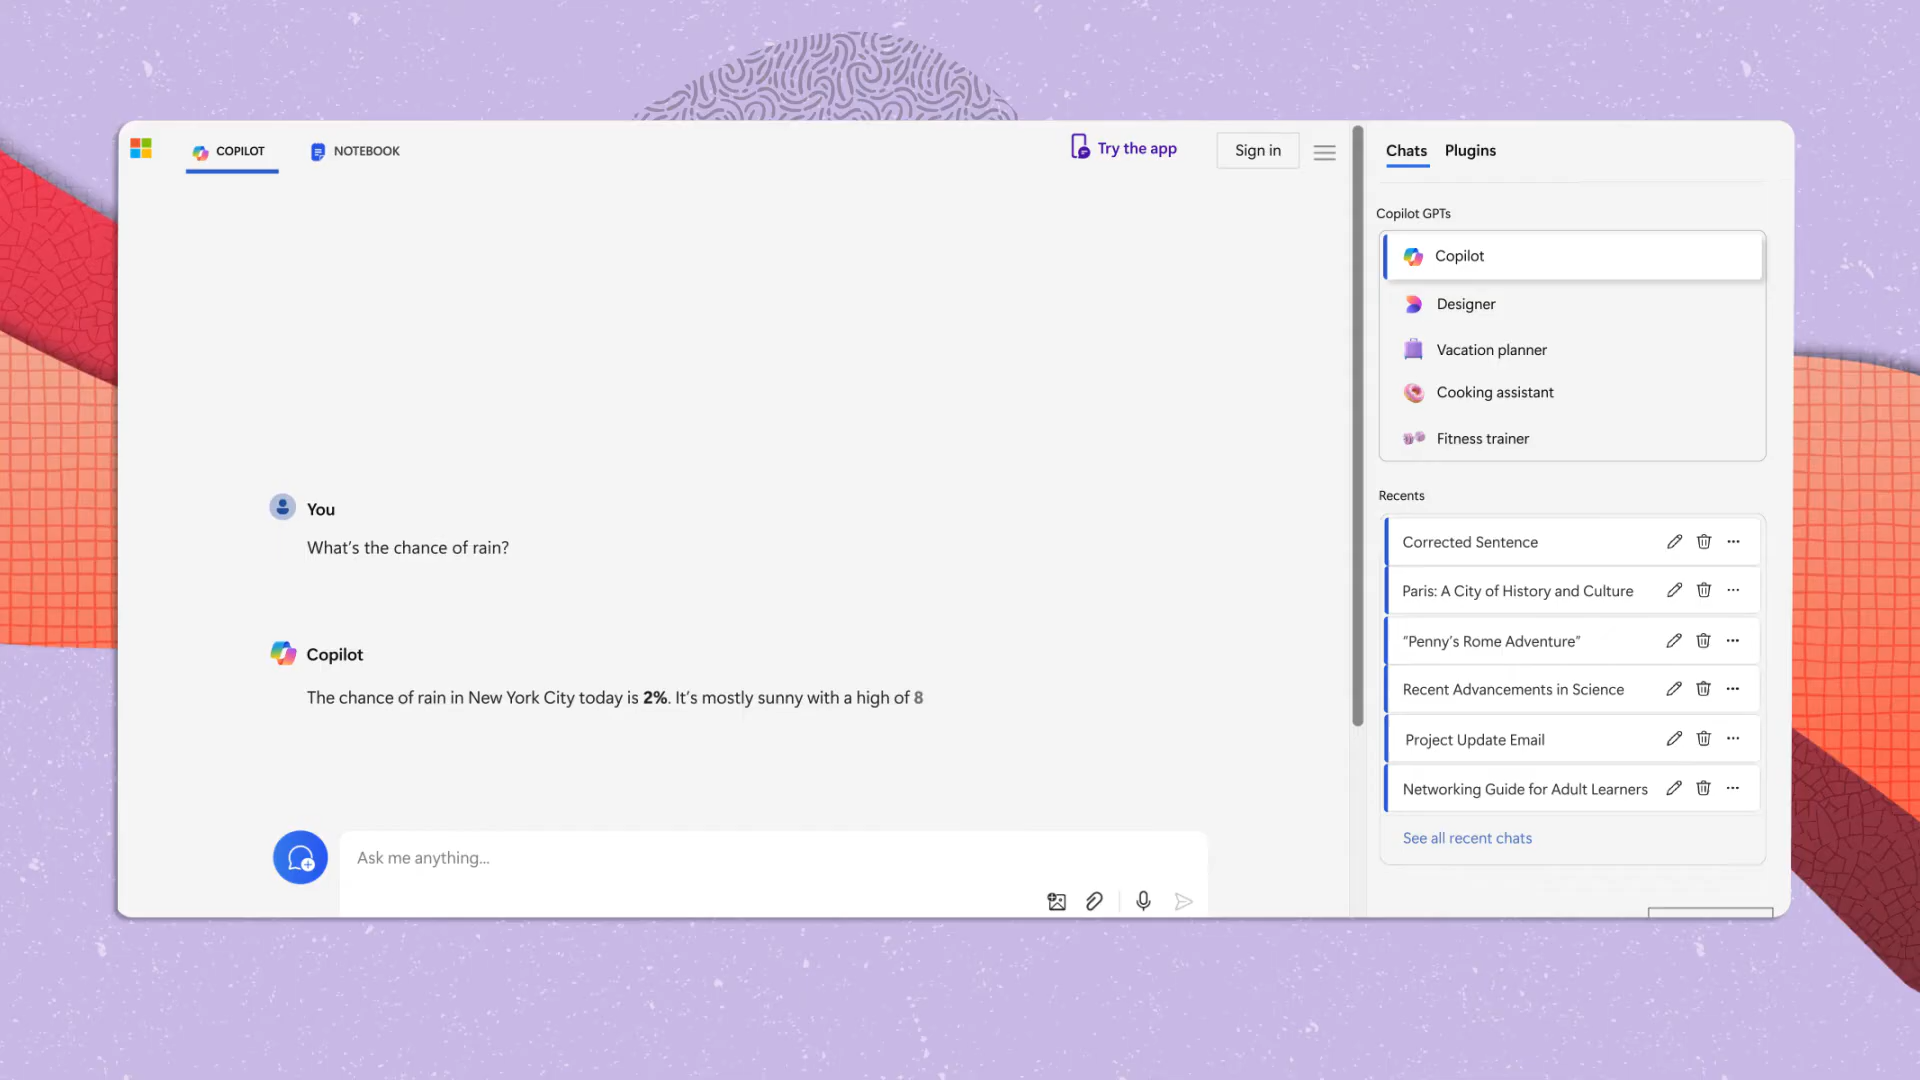 COPILOT
NOTEBOOK
Try the app
Sign in
Chats
Plugins
Copilot GPTs
Copilot
Designer
Vacation planner
Cooking assistant
Fitness trainer
Recents
Corrected Sentence
Paris: A City of History and Culture
“Penny’s Rome Adventure”
Recent Advancements in Science
Project Update Email
Networking Guide for Adult Learners
See all recent chats
You
What’s the chance of rain?
Copilot
The chance of rain in New York City today is 2%. It’s mostly sunny with a high of 8
Ask me anything...